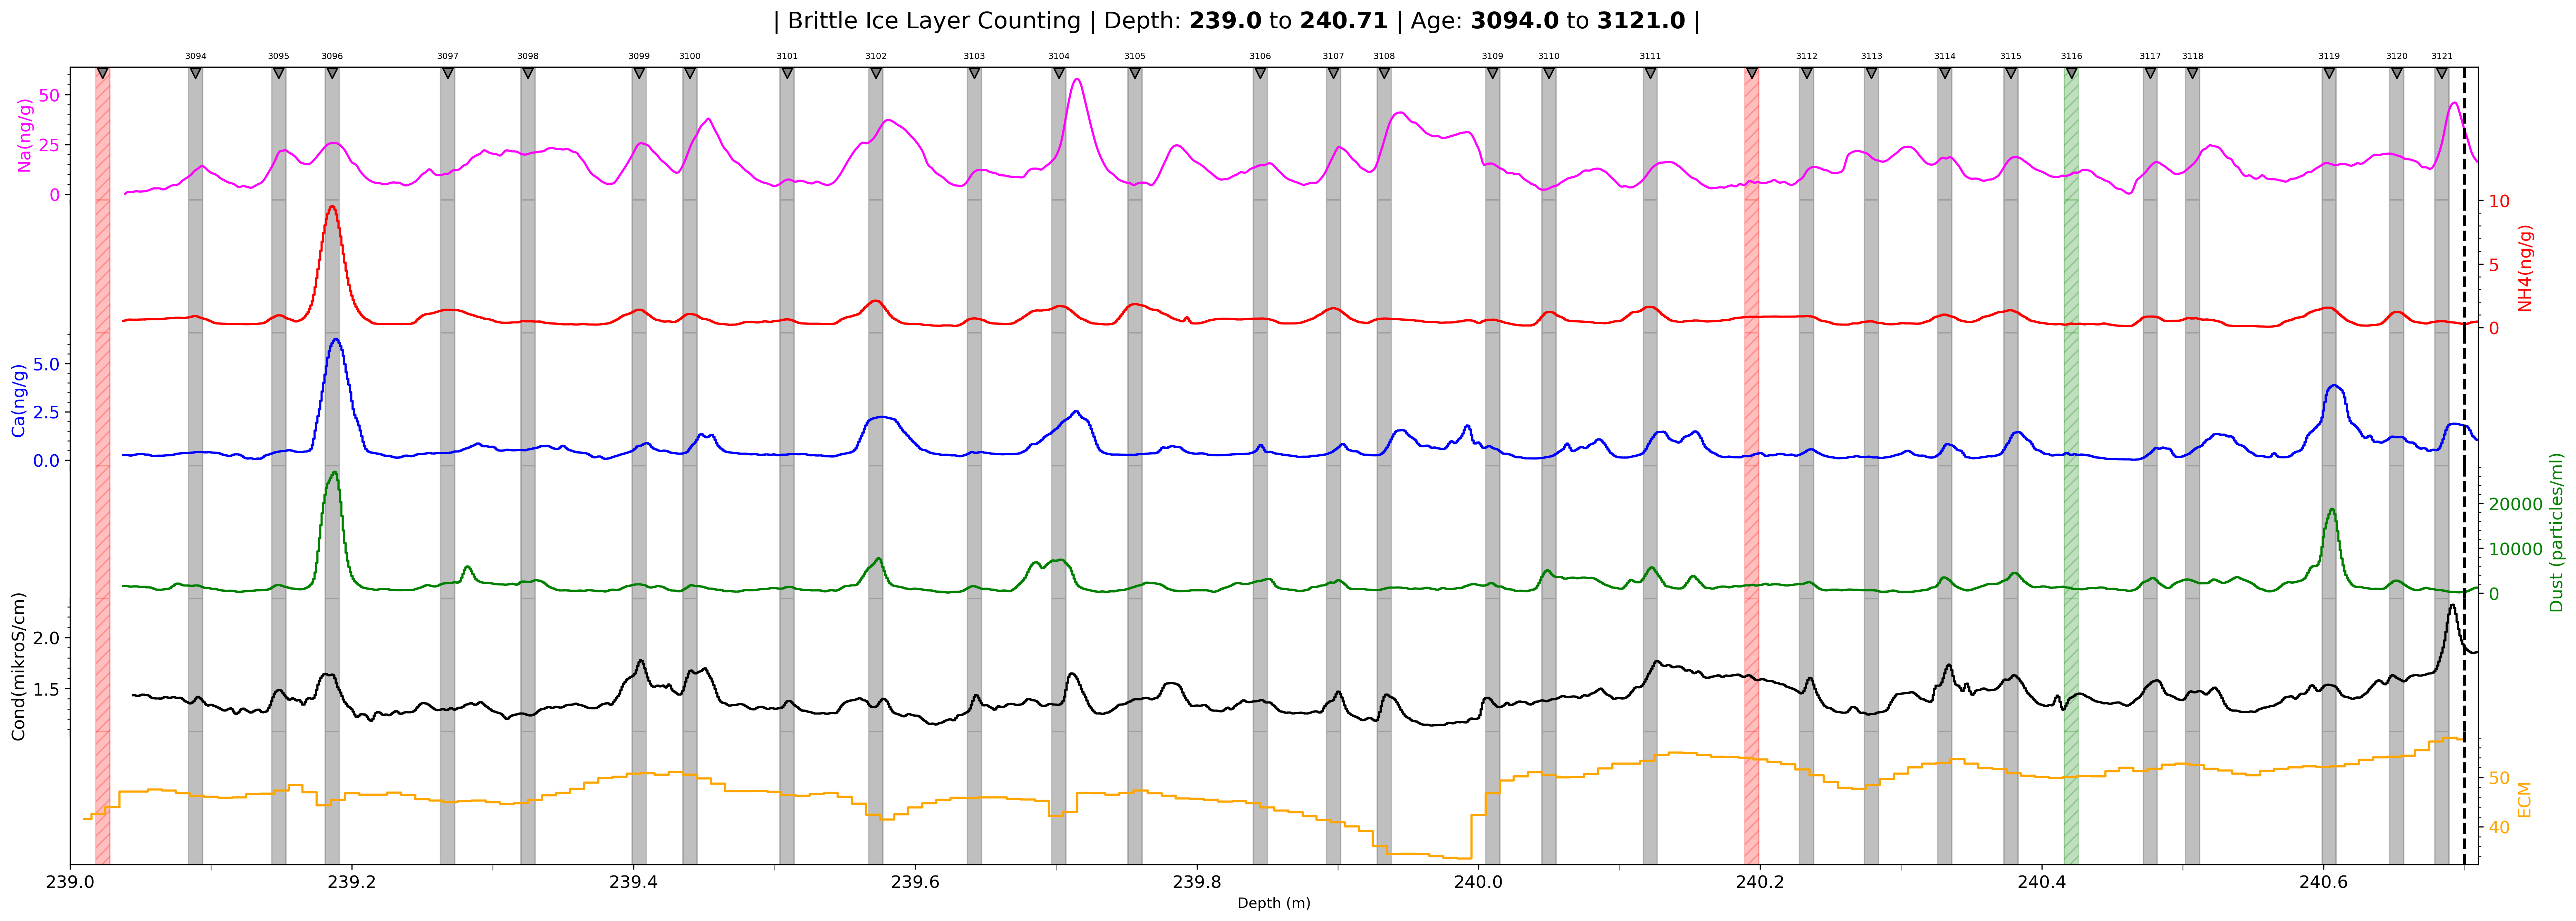 | Brittle Ice Layer Counting | Depth: 239.0 to 240.71 | Age: 3094.0 to 3121.0 |
3094 3095 3096 3097 3098 3099 3100 3101 3102 3103 3104 3105 3106 3107 3108 3109 3110 3111 3112 3113 3114 3115 3116 3117 3118 3119 3120 3121
Na(ng/g)
50
25
0
NH4(ng/g)
10
5
0
Ca(ng/g)
5.0
2.5
0.0
Dust (particles/ml)
20000
10000
0
Cond(mikroS/cm)
2.0
1.5
ECM
50
40
239.0 239.2 239.4 239.6 239.8 240.0 240.2 240.4 240.6
Depth (m)